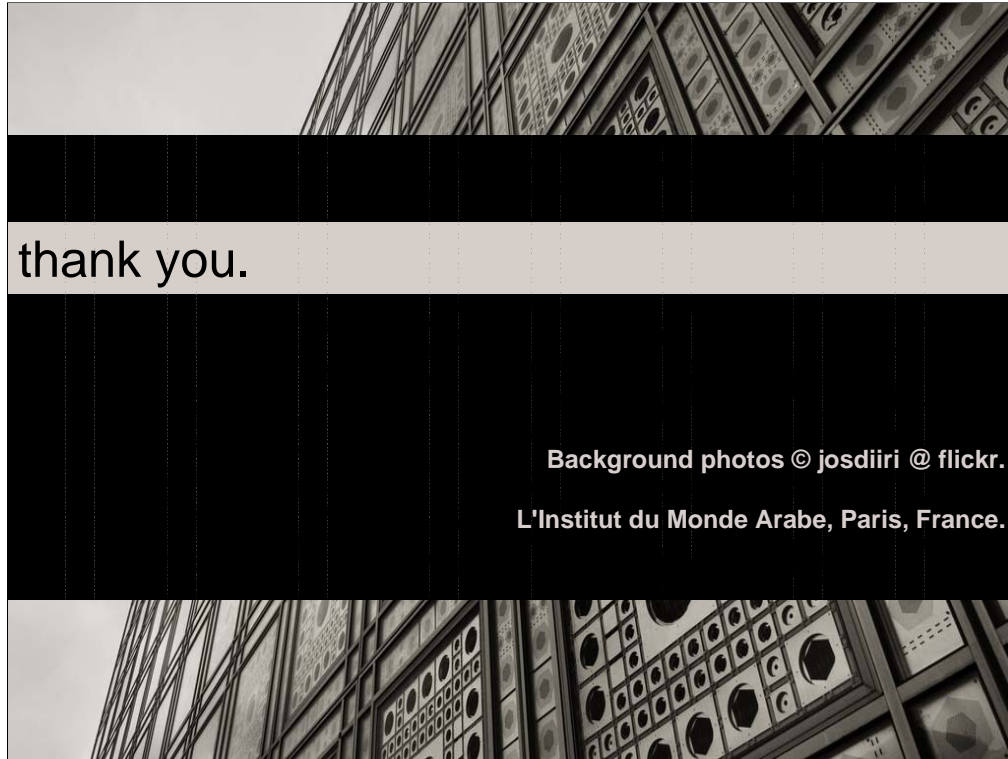 thank you.
Background photos © josdiiri @ flickr.
L'Institut du Monde Arabe, Paris, France.